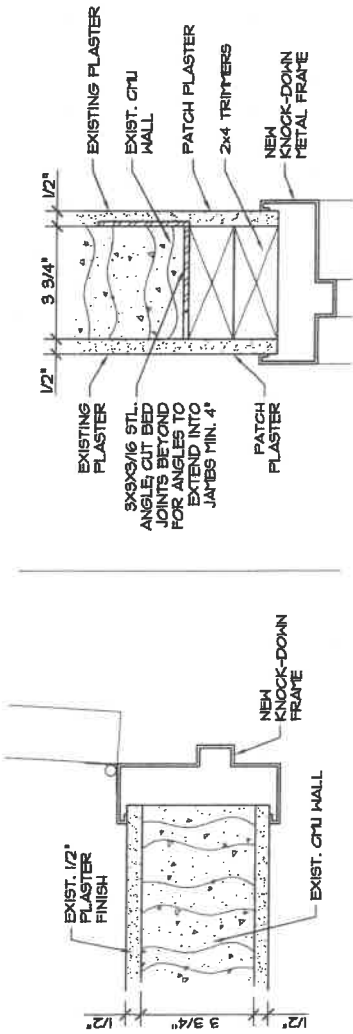 EXIST. 1/2"
PLASTER
FINISH
1/2"
3 3/4"
1/2"
NEW
KNOCK-DOWN
FRAME
EXIST. CMU WALL
1/2"
3 3/4"
1/2"
EXISTING
PLASTER
3X3X3/16 STL.
ANGLE, CUT BED
JOINTS BEYOND
FOR ANGLES TO
EXTEND INTO
JAMBS MIN. 4"
PATCH
PLASTER
EXISTING PLASTER
EXIST. CMU
WALL
PATCH PLASTER
2x4 TRIMMERS
NEW
KNOCK-DOWN
METAL FRAME